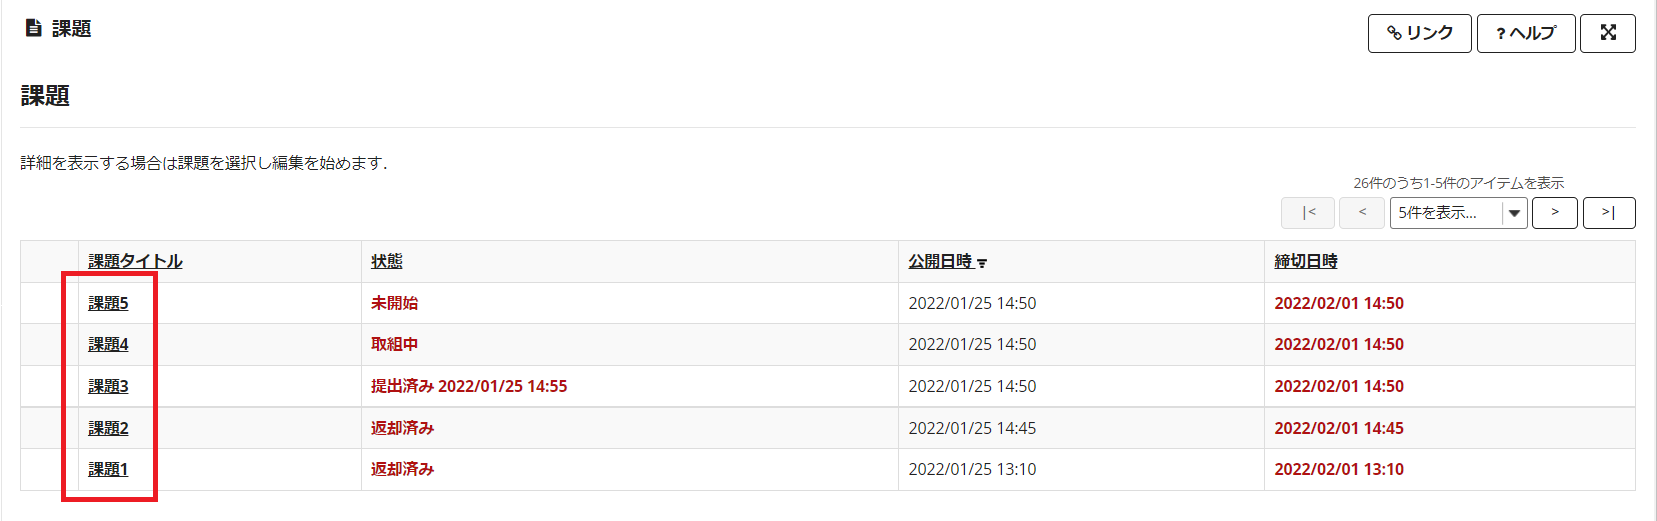 課題
リンク
? ヘルプ
課題
詳細を表示する場合は課題を選択し編集を始めます.
26件のうち1-5件のアイテムを表示
|< < 5件を表示... > >|
課題タイトル 状態 公開日時 締切日時
課題5 未開始 2022/01/25 14:50 2022/02/01 14:50
課題4 取組中 2022/01/25 14:50 2022/02/01 14:50
課題3 提出済み 2022/01/25 14:55 2022/01/25 14:50 2022/02/01 14:50
課題2 返却済み 2022/01/25 14:45 2022/02/01 14:45
課題1 返却済み 2022/01/25 13:10 2022/02/01 13:10